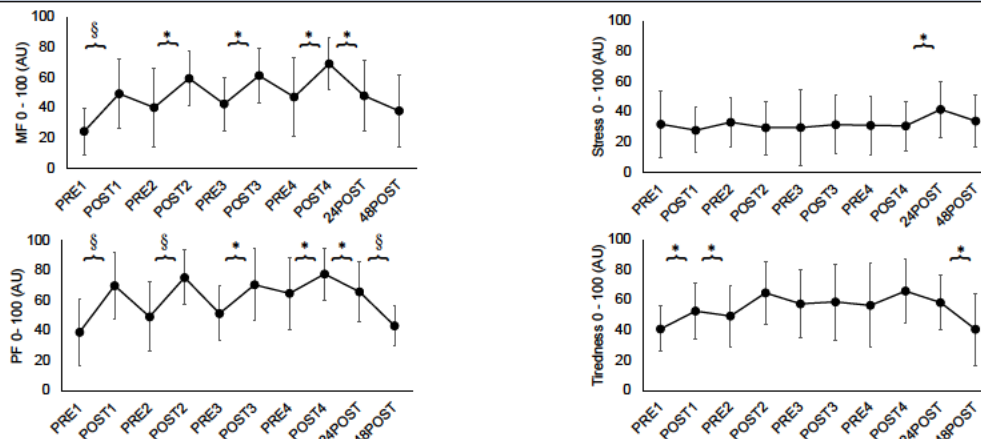 MF 0 - 100 (AU)
100
80
60
40
20
0
§ * * * *
PRE1 POST1 PRE2 POST2 PRE3 POST3 PRE4 POST4 24POST 48POST
Stress 0 - 100 (AU)
100
80
60
40
20
0
*
PRE1 POST1 PRE2 POST2 PRE3 POST3 PRE4 POST4 24POST 48POST
PF 0- 100 (AU)
100
80
60
40
20
0
§ § * * * §
PRE1 POST1 PRE2 POST2 PRE3 POST3 PRE4 POST4 24POST 48POST
Tiredness 0 - 100 (AU)
100
80
60
40
20
0
* * *
PRE1 POST1 PRE2 POST2 PRE3 POST3 PRE4 POST4 24POST 48POST